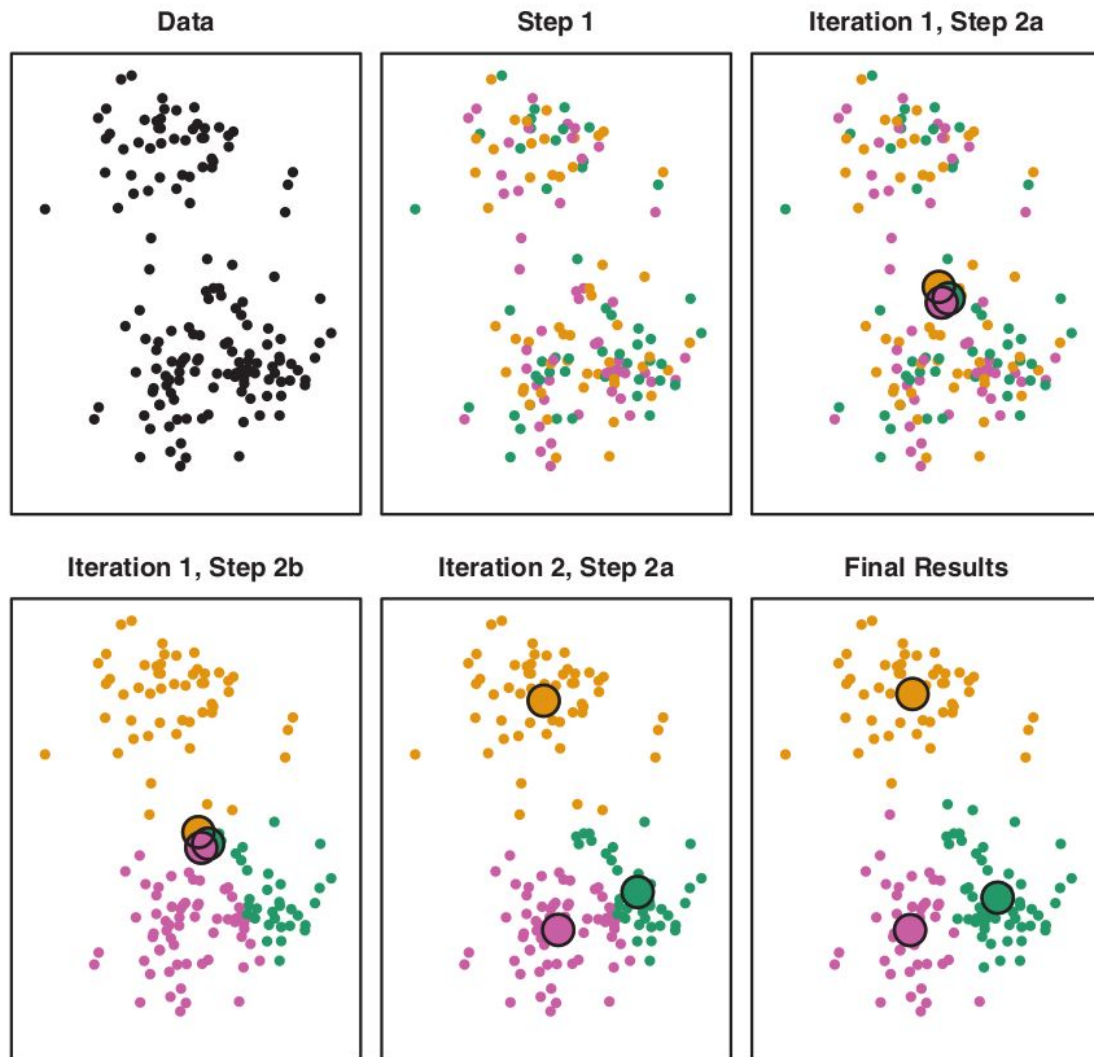 Data
Step 1
Iteration 1, Step 2a
Iteration 1, Step 2b
Iteration 2, Step 2a
Final Results